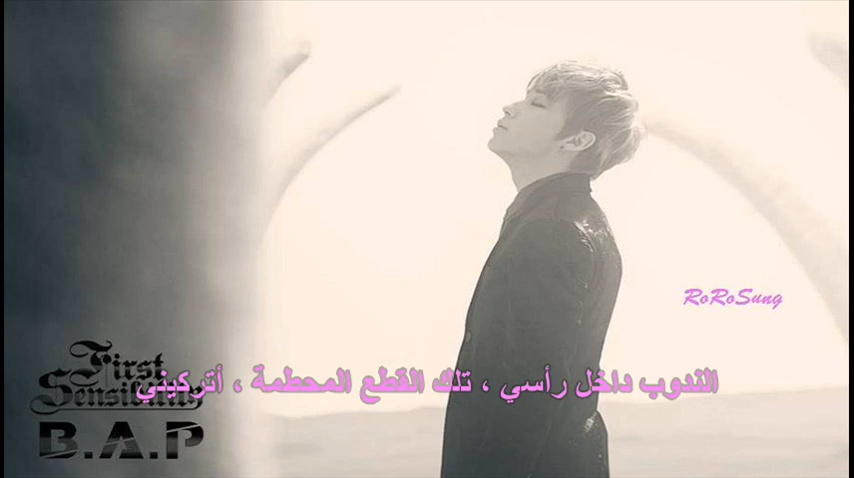 RoRoSung
First
Sensibility
الندوب داخل رأسي ، تلك القطع المحطمة ، أتركيني
B.A.P